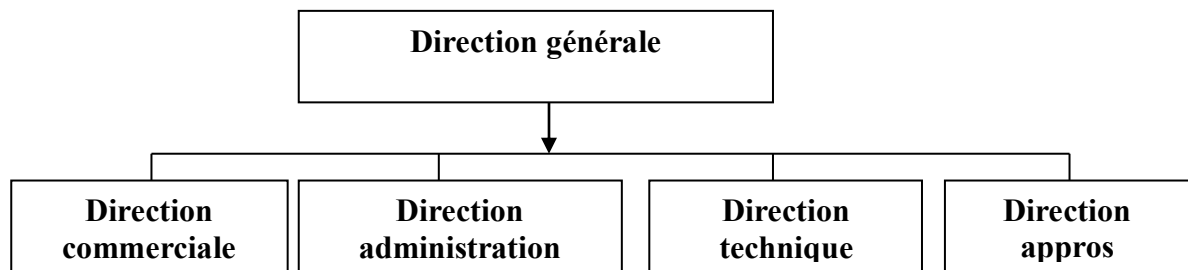 Direction générale
Direction
commerciale
Direction
administration
Direction
technique
Direction
appros